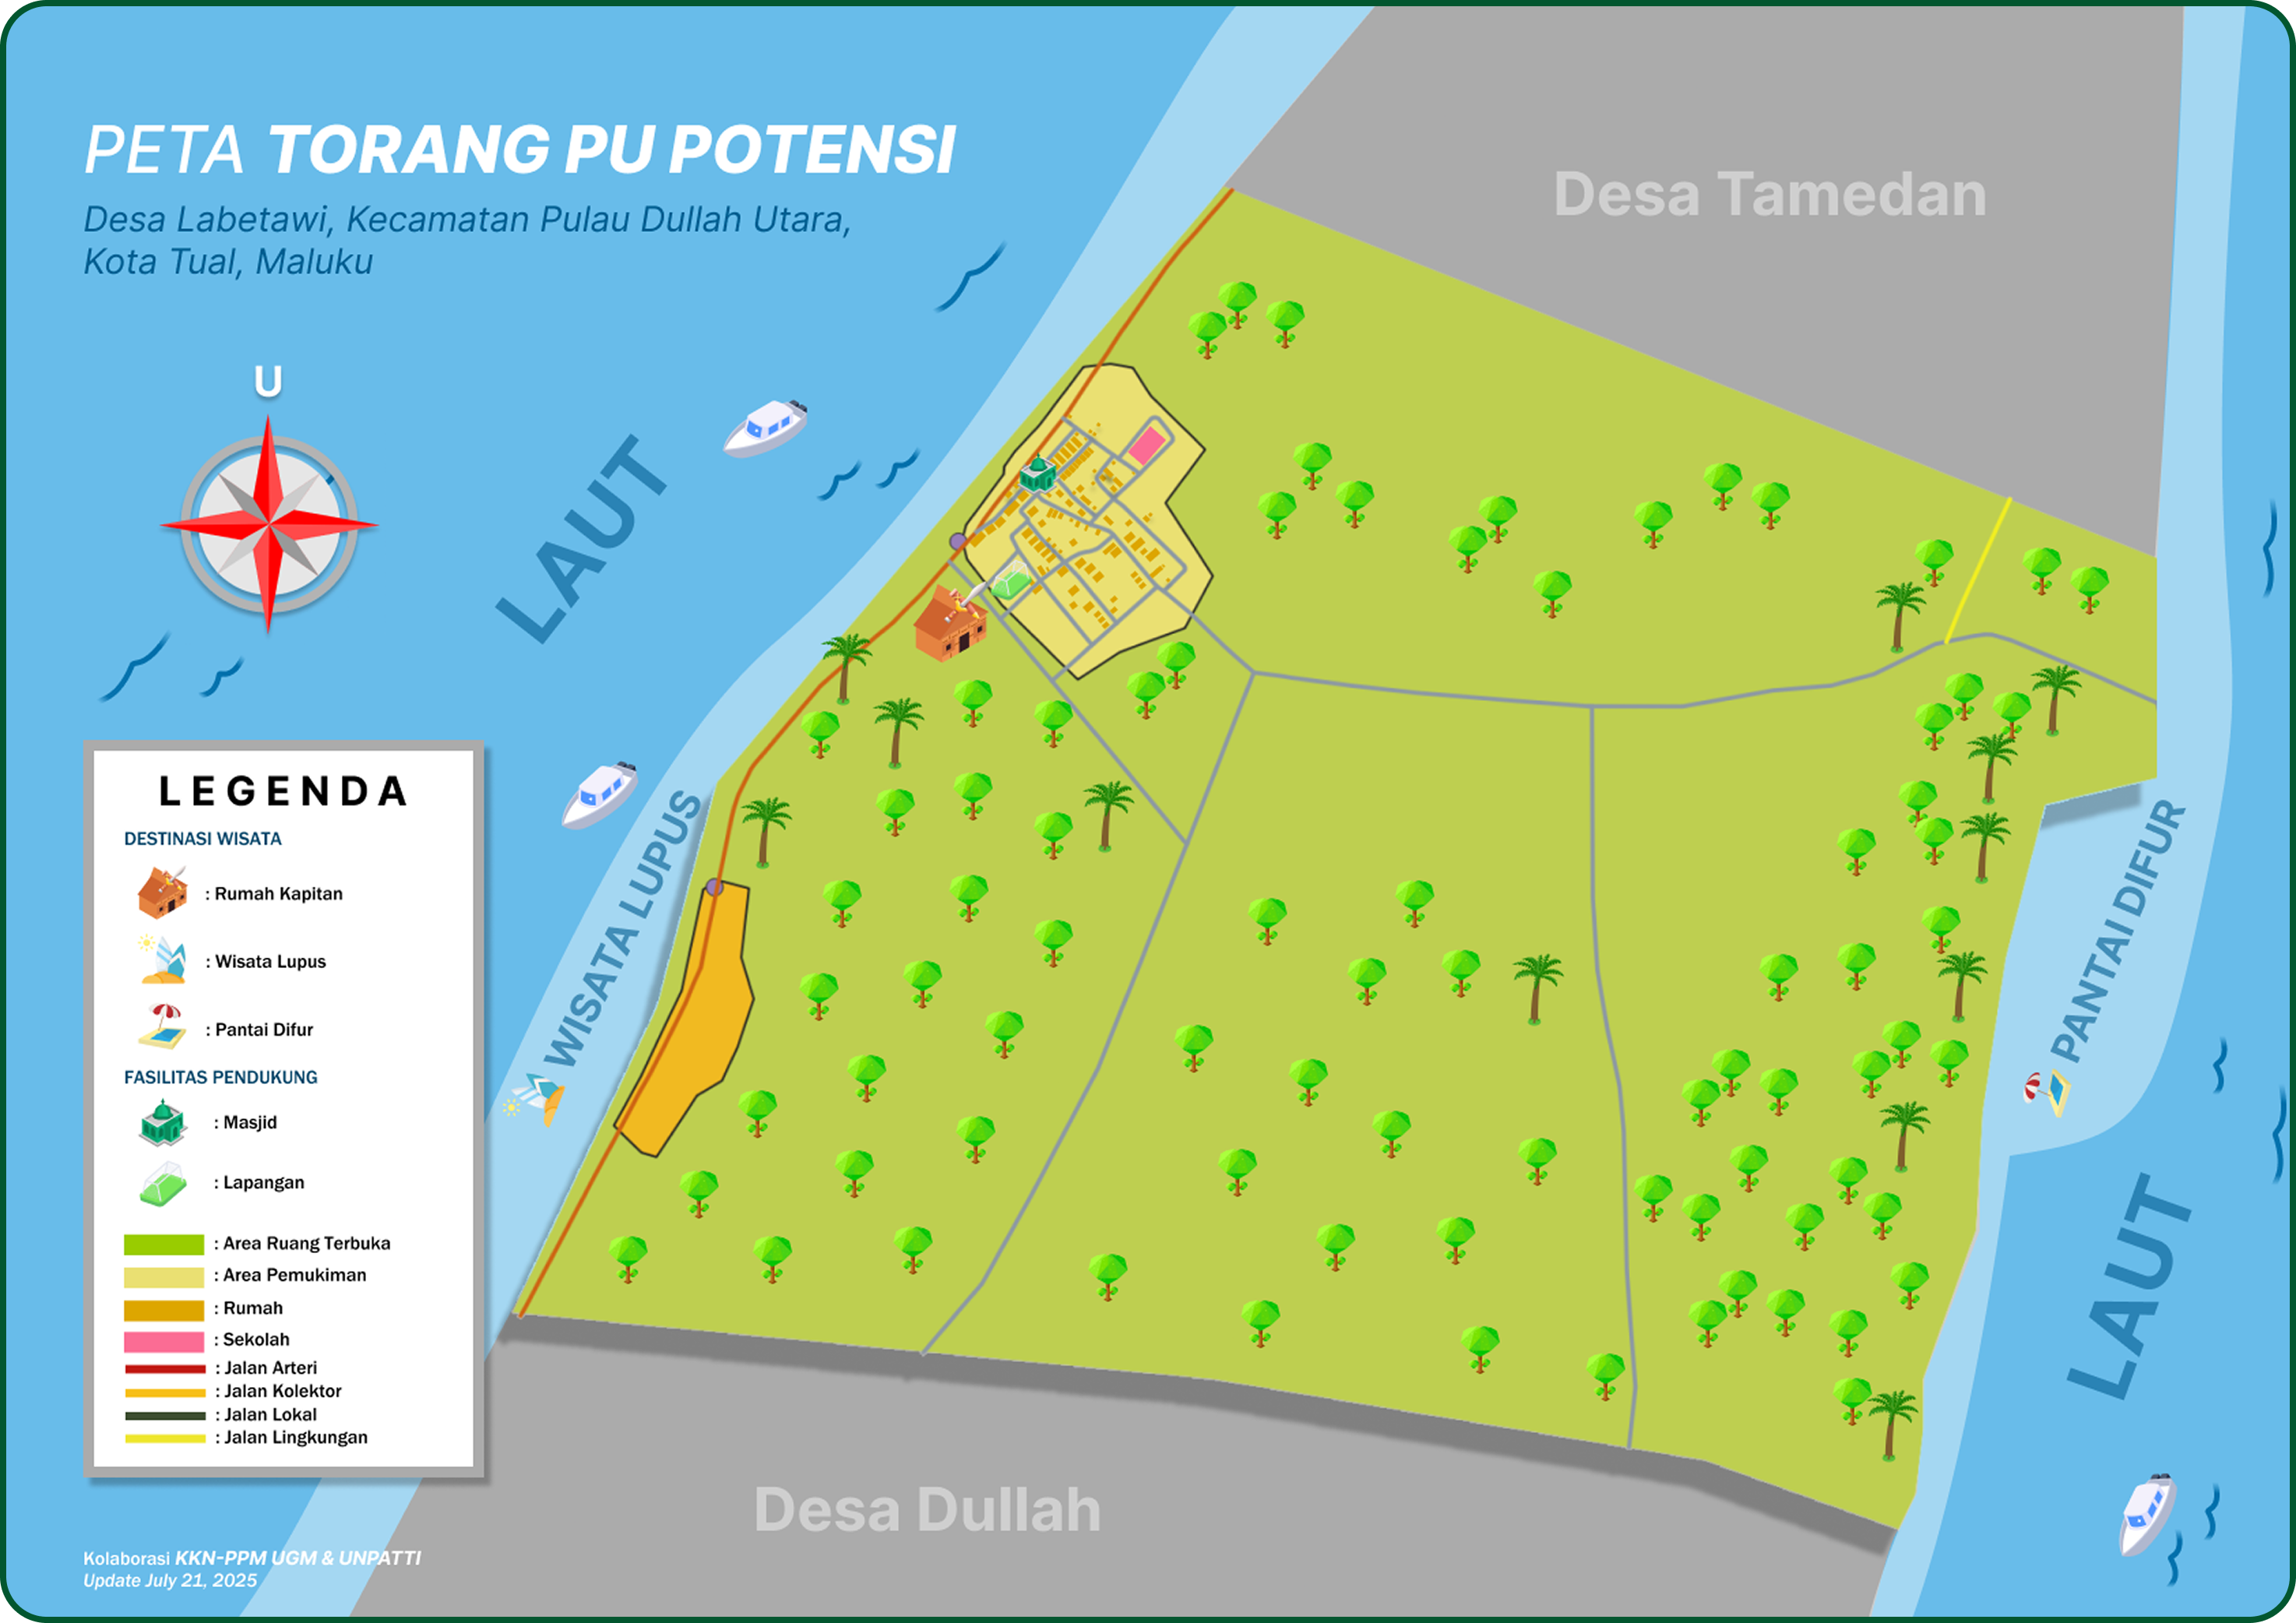 PETA TORANG PU POTENSI
Desa Labetawi, Kecamatan Pulau Dullah Utara,
Kota Tual, Maluku
Desa Tamedan
U
LAUT
WISATA LUPUS
PANTAI DIFUR
LAUT
LEGENDA
DESTINASI WISATA
: Rumah Kapitan
: Wisata Lupus
: Pantai Difur
FASILITAS PENDUKUNG
: Masjid
: Lapangan
: Area Ruang Terbuka
: Area Pemukiman
: Rumah
: Sekolah
: Jalan Arteri
: Jalan Kolektor
: Jalan Lokal
: Jalan Lingkungan
Desa Dullah
Kolaborasi KKN-PPM UGM & UNPATTI
Update July 21, 2025